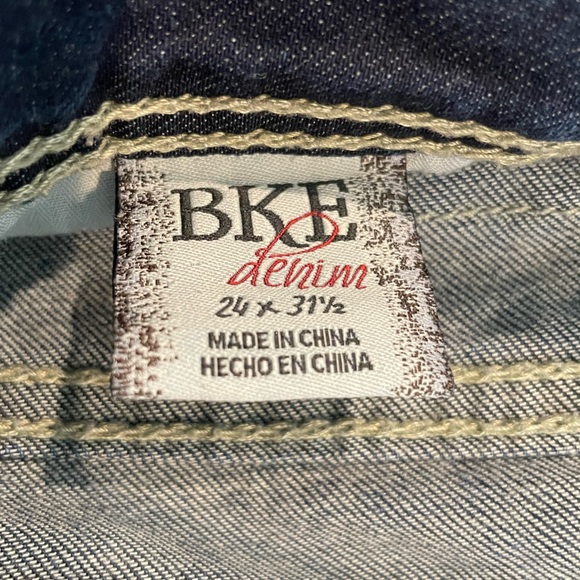 BKE
denim
24 x 31½
MADE IN CHINA
HECHO EN CHINA